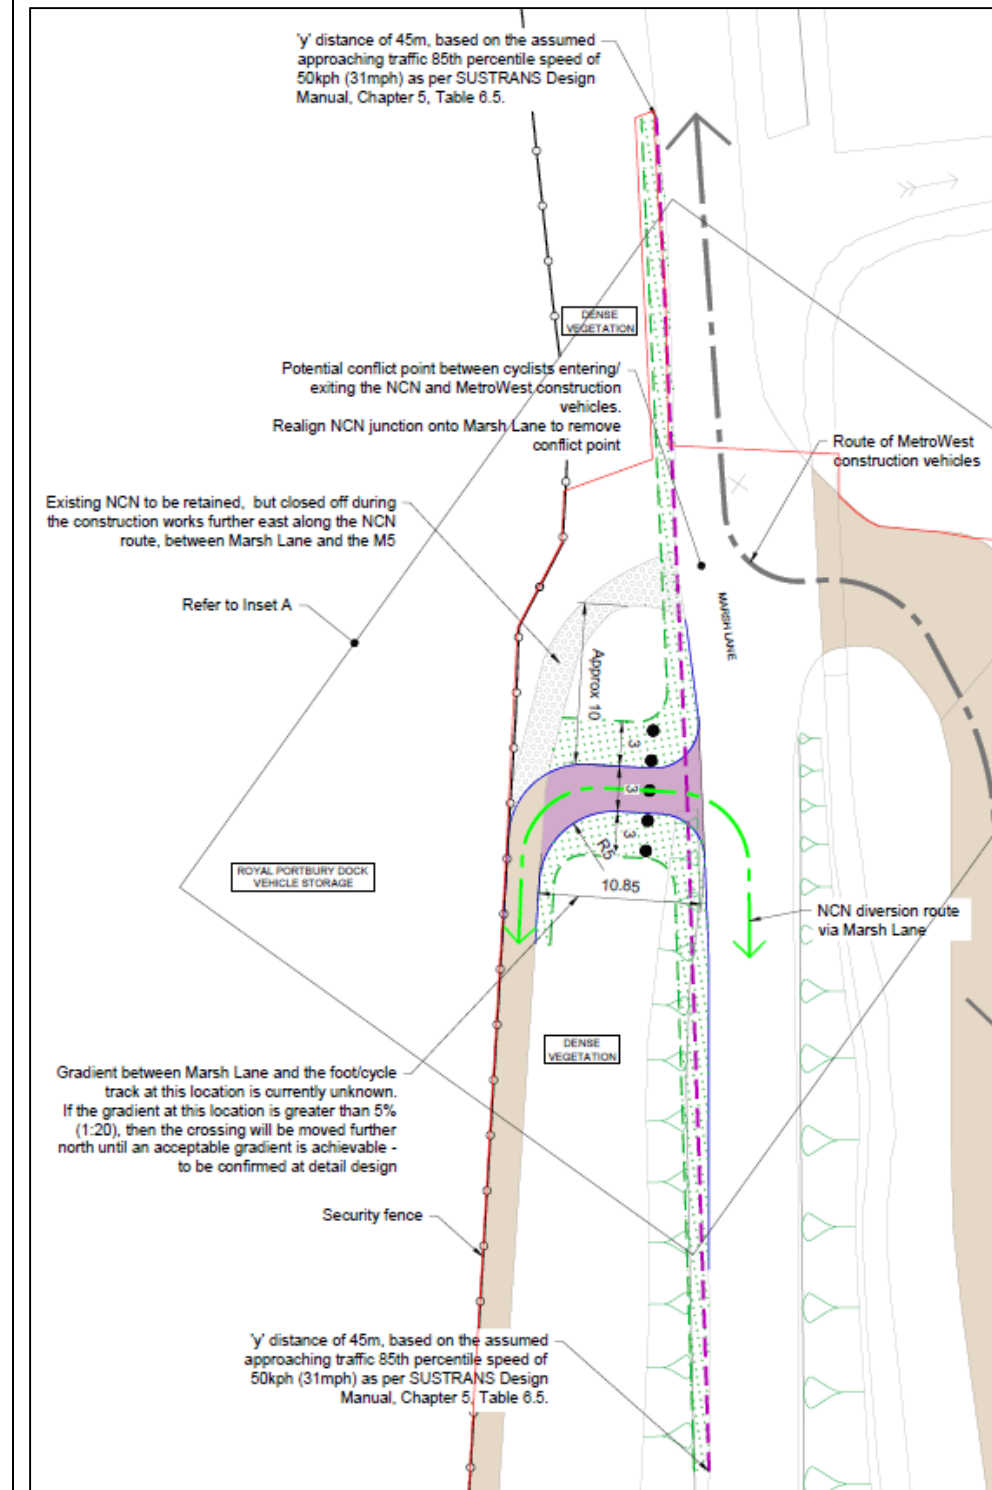 'y' distance of 45m, based on the assumed
approaching traffic 85th percentile speed of
50kph (31mph) as per SUSTRANS Design
Manual, Chapter 5, Table 6.5.
DENSE
VEGETATION
Potential conflict point between cyclists entering/
exiting the NCN and MetroWest construction
vehicles.
Realign NCN junction onto Marsh Lane to remove
conflict point
Route of MetroWest
construction vehicles
Existing NCN to be retained, but closed off during
the construction works further east along the NCN
route, between Marsh Lane and the M5
Refer to Inset A
MARSH LANE
Approx 10
3
3
3
R5
10.85
ROYAL PORTBURY DOCK
VEHICLE STORAGE
NCN diversion route
via Marsh Lane
DENSE
VEGETATION
Gradient between Marsh Lane and the foot/cycle
track at this location is currently unknown.
If the gradient at this location is greater than 5%
(1:20), then the crossing will be moved further
north until an acceptable gradient is achievable -
to be confirmed at detail design
Security fence
'y' distance of 45m, based on the assumed
approaching traffic 85th percentile speed of
50kph (31mph) as per SUSTRANS Design
Manual, Chapter 5, Table 6.5.